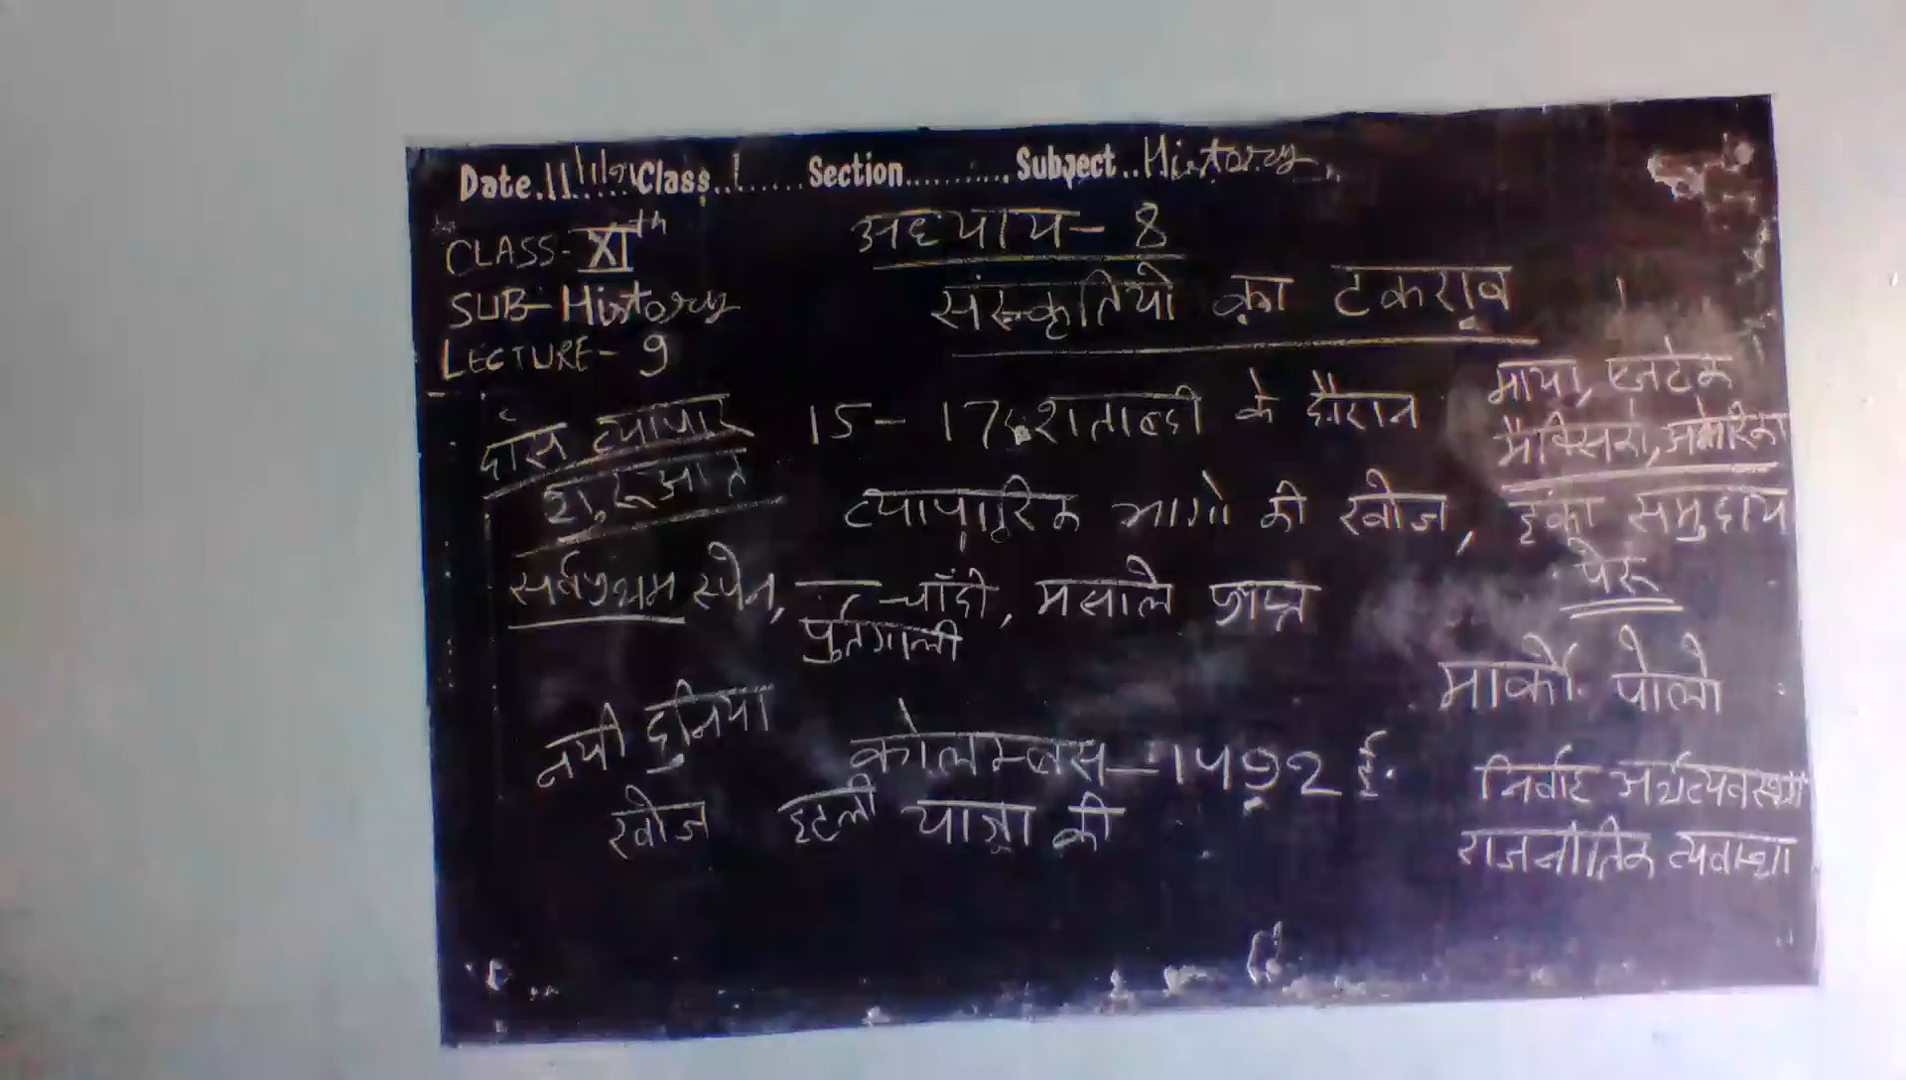 Date.11/11/21 Class........ Section.......... Subject..History
CLASS- XIth
SUB- History
LECTURE- 9
अध्याय- 8
संस्कृतियो का टकराव
दास व्यापार
शुरूआत
सर्वप्रथम स्पेन,
पुर्तगाली
नयी दुनिया
खोज
15- 17 शताब्दी के दौरान
व्यापारिक मार्गो की खोज,
चाँदी, मसाले प्राप्त
कोलम्बस- 1492 ई.
इटली यात्रा की
माया, एजटेक
मैक्सिको, अमेरिका
इंका समुदाय
पेरू
मार्को पोलो
निर्वाह अर्थव्यवस्था
राजनीतिक व्यवस्था